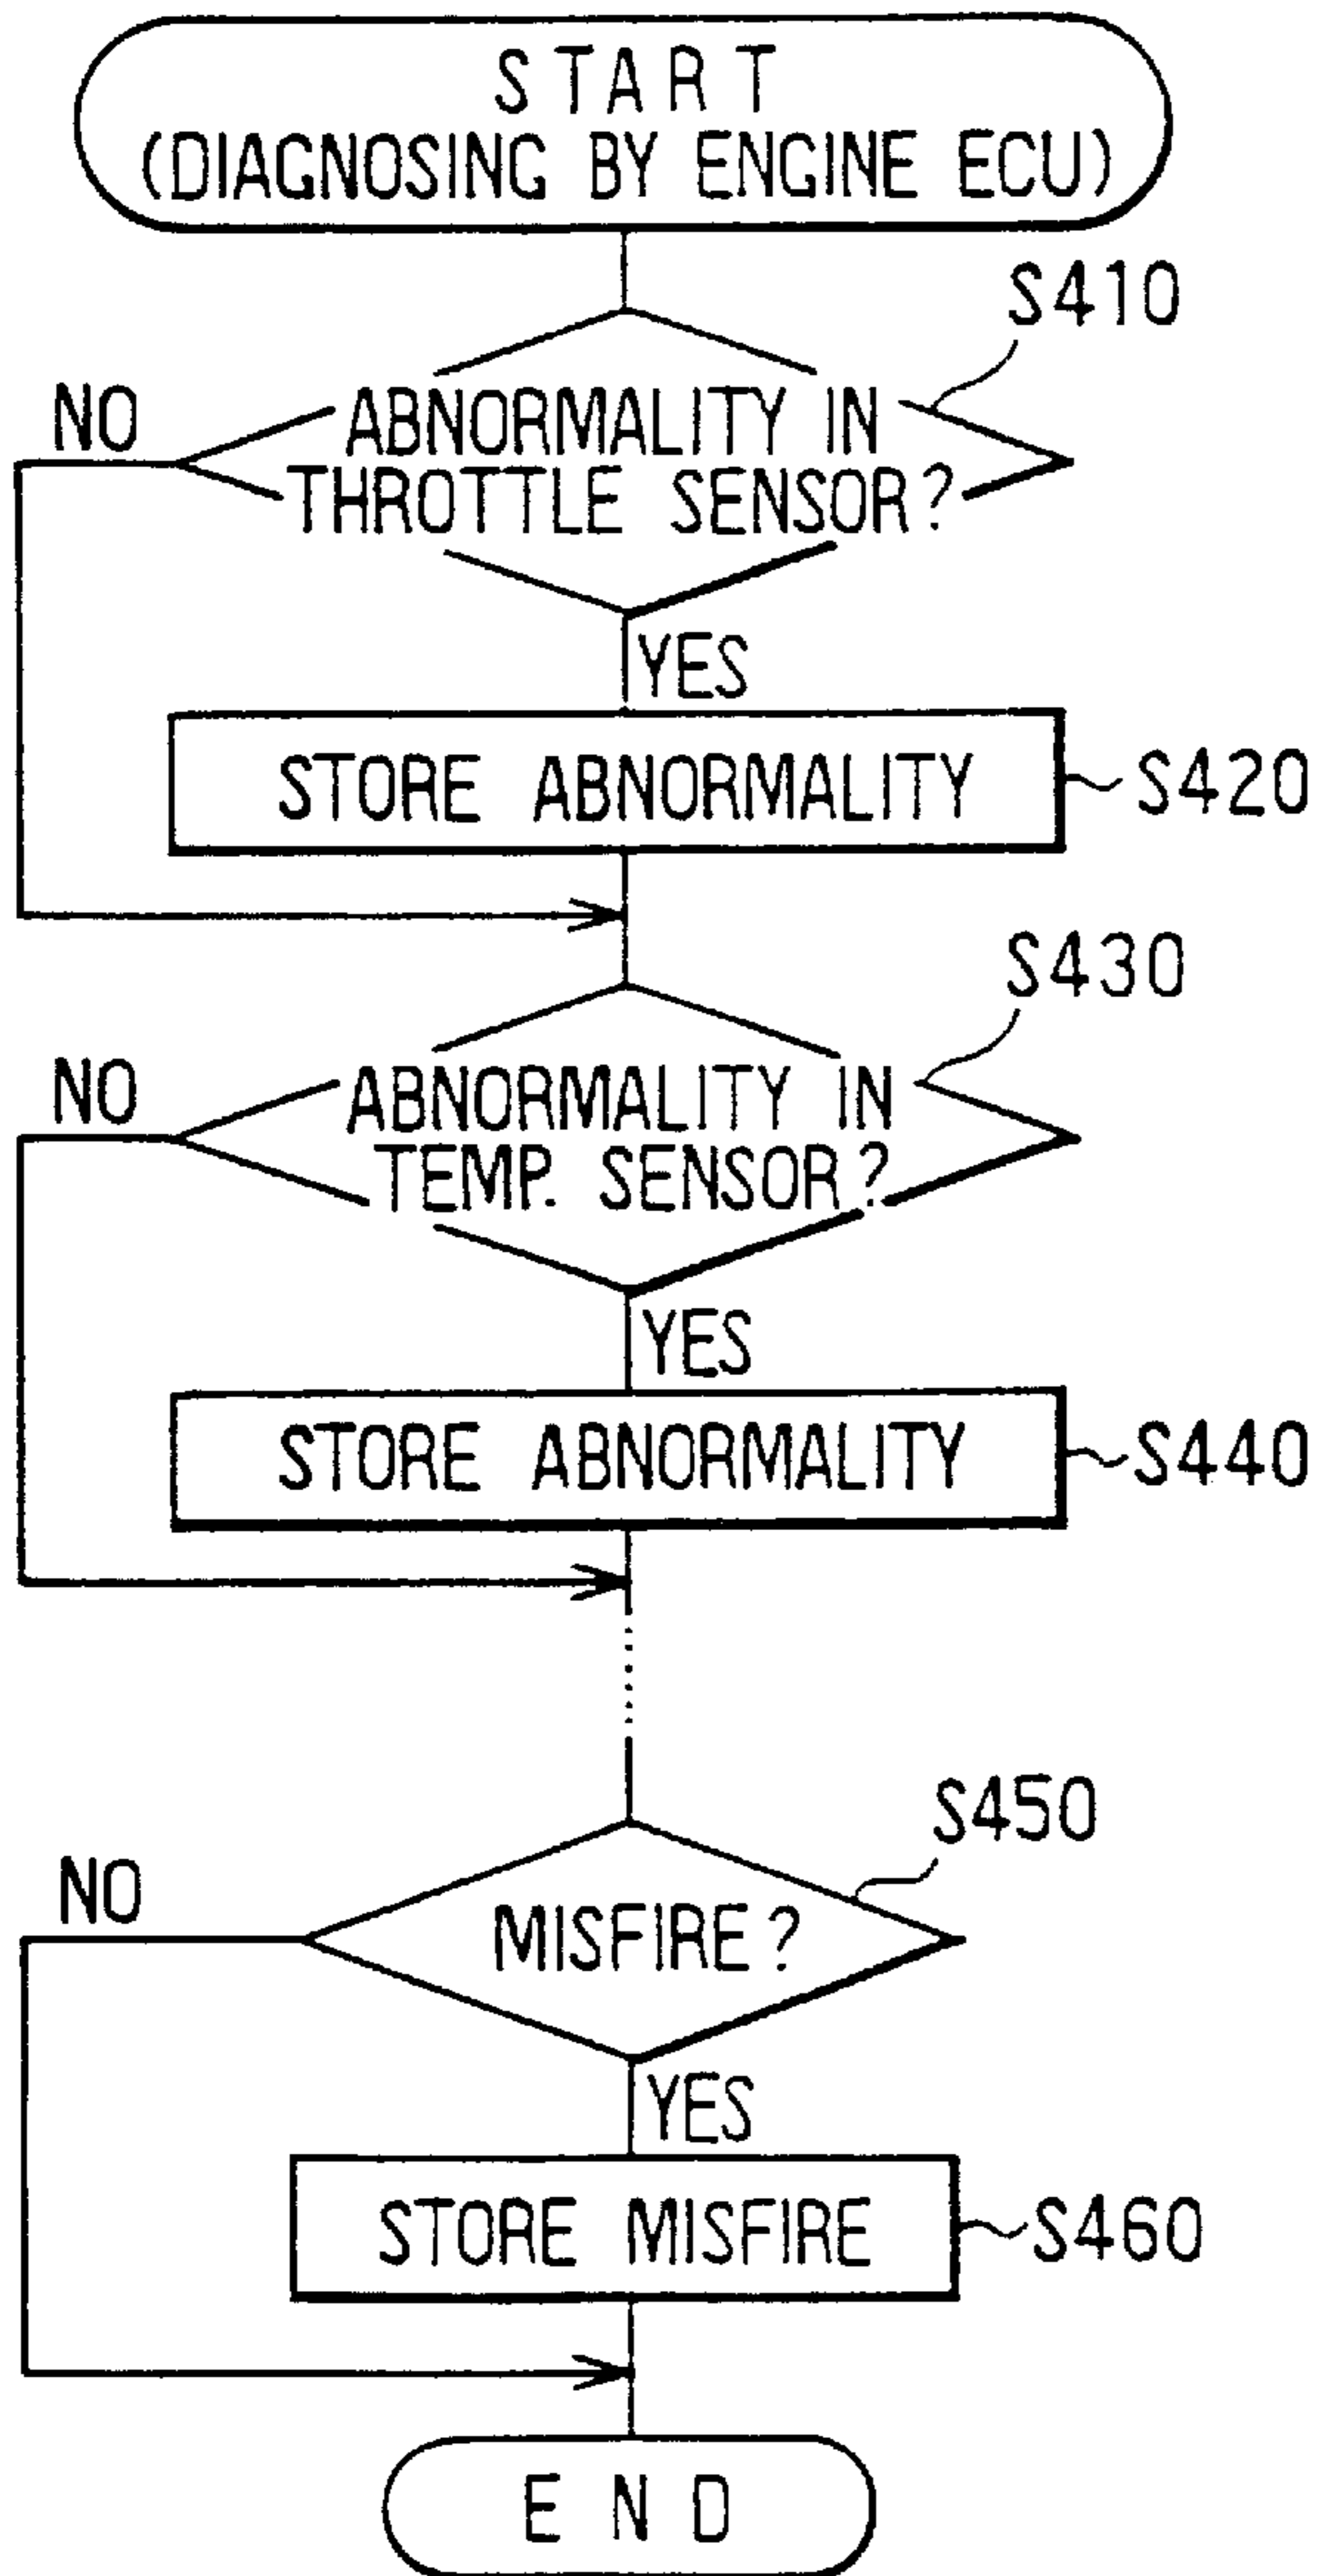 START
(DIAGNOSING BY ENGINE ECU)
S410
NO
ABNORMALITY IN
THROTTLE SENSOR?
YES
STORE ABNORMALITY
S420
S430
NO
ABNORMALITY IN
TEMP. SENSOR?
YES
STORE ABNORMALITY
S440
S450
NO
MISFIRE?
YES
STORE MISFIRE
S460
END